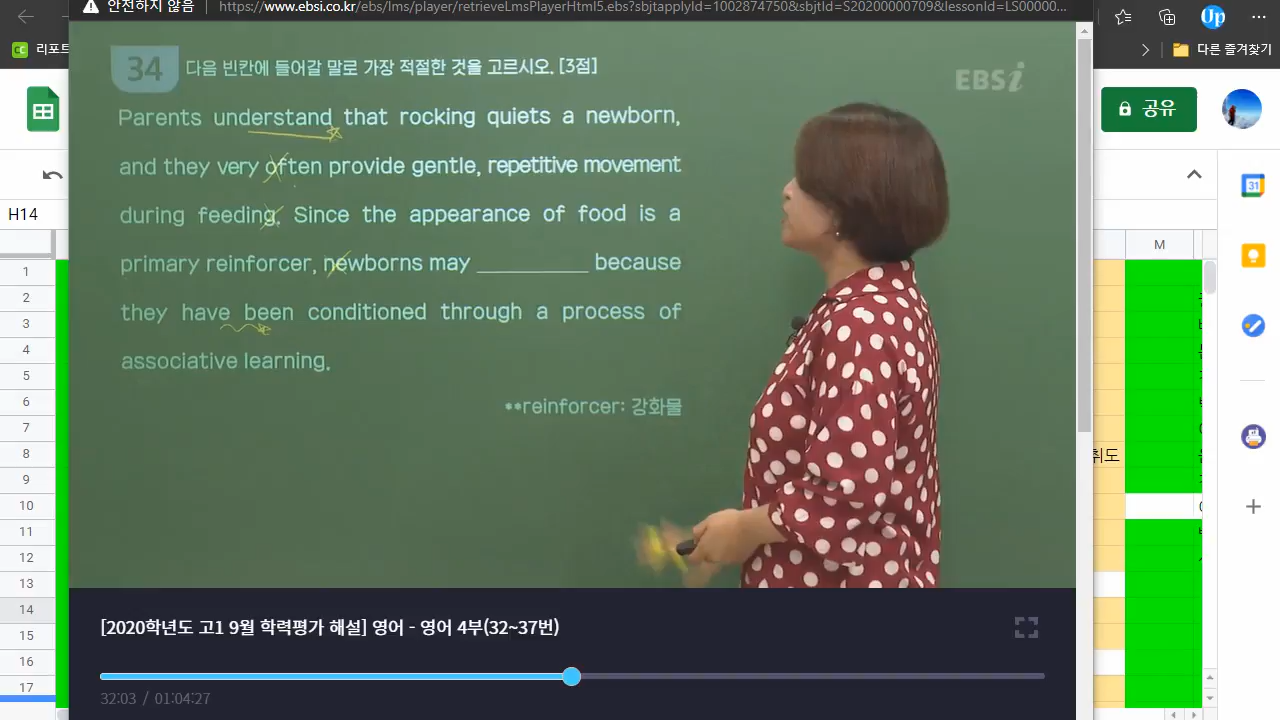 안전하지 않음
https://www.ebsi.co.kr/ebs/lms/player/retrieveLmsPlayerHtml5.ebs?sbjtapplyId=1002874750&sbjtId=S202000000709&lessonId=LS00000...
리포트
다른 즐겨찾기
34 다음 빈칸에 들어갈 말로 가장 적절한 것을 고르시오. [3점]
EBSi
공유
Parents understand that rocking quiets a newborn,
and they very often provide gentle, repetitive movement
during feeding. Since the appearance of food is a
primary reinforcer, newborns may __________ because
they have been conditioned through a process of
associative learning.
**reinforcer: 강화물
H14
M
31
1
2
3
4
5
6
7
8
취도
9
10
11
12
13
14
15
16
17
[2020학년도 고1 9월 학력평가 해설] 영어 - 영어 4부(32~37번)
32:03 / 01:04:27